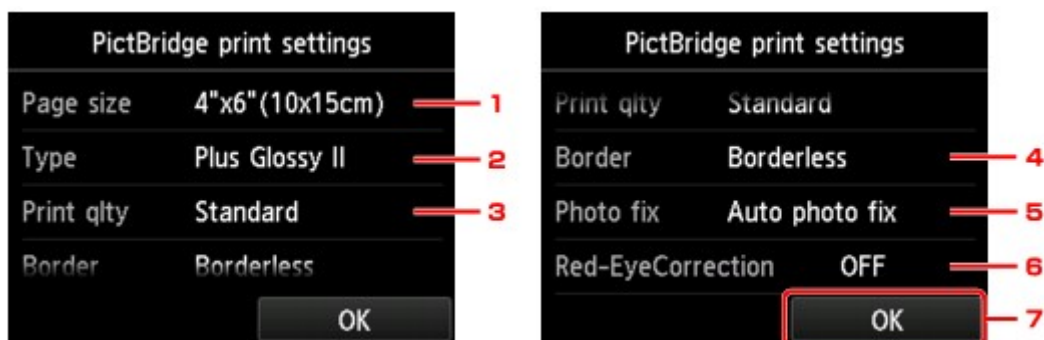 PictBridge print settings
Page size 4"x6"(10x15cm) 1
Type Plus Glossy II 2
Print qlty Standard 3
Border Borderless
OK
PictBridge print settings
Print qlty Standard
Border Borderless 4
Photo fix Auto photo fix 5
Red-EyeCorrection OFF 6
OK 7